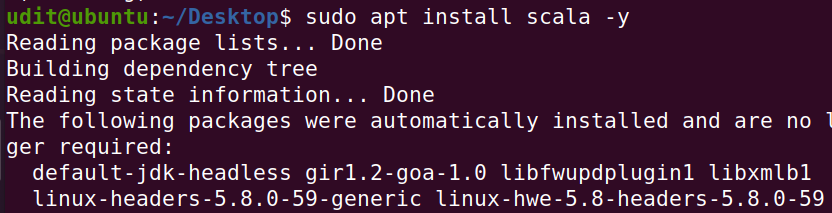 udit@ubuntu:~/Desktop$ sudo apt install scala -y
Reading package lists... Done
Building dependency tree
Reading state information... Done
The following packages were automatically installed and are no
ger required:
  default-jdk-headless gir1.2-goa-1.0 libfwupdplugin1 libxmlb1
  linux-headers-5.8.0-59-generic linux-hwe-5.8-headers-5.8.0-59